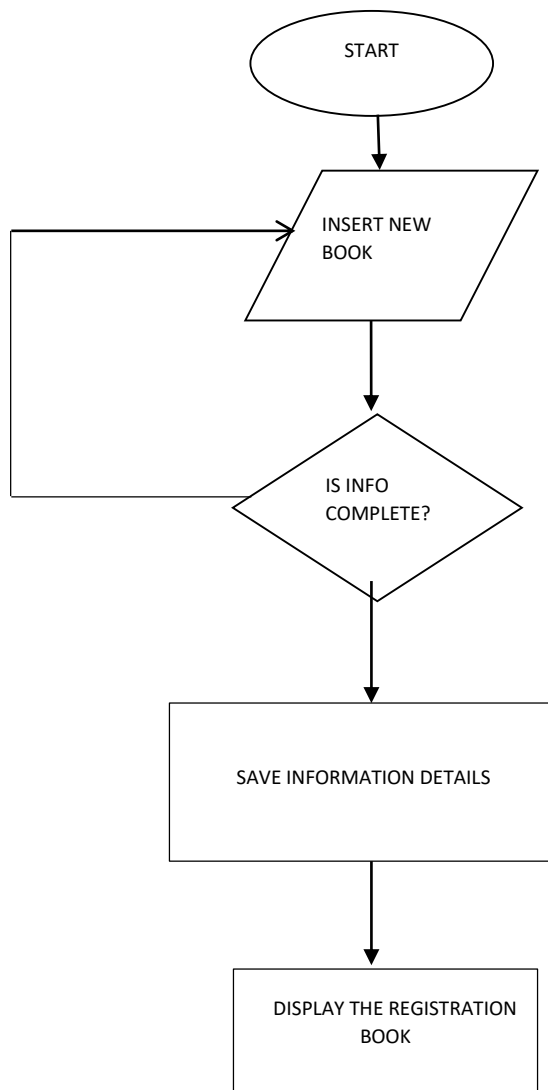 START
INSERT NEW
BOOK
IS INFO
COMPLETE?
SAVE INFORMATION DETAILS
DISPLAY THE REGISTRATION
BOOK